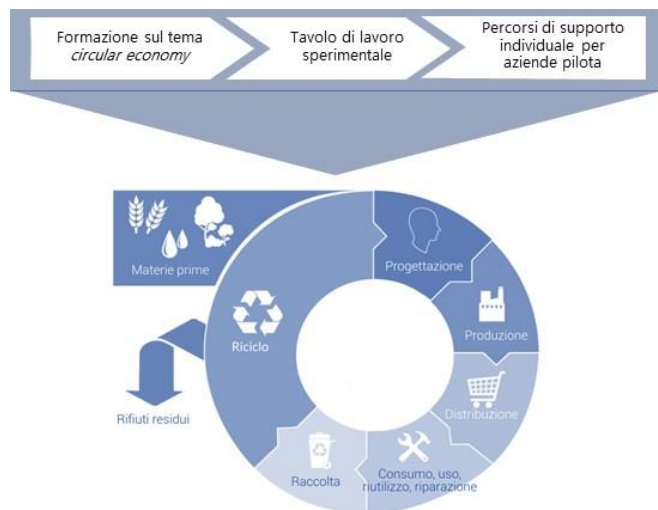 Formazione sul tema
circular economy
Tavolo di lavoro
sperimentale
Percorsi di supporto
individuale per
aziende pilota
Materie prime
Progettazione
Produzione
Distribuzione
Consumo, uso,
riutilizzo, riparazione
Raccolta
Riciclo
Rifiuti residui